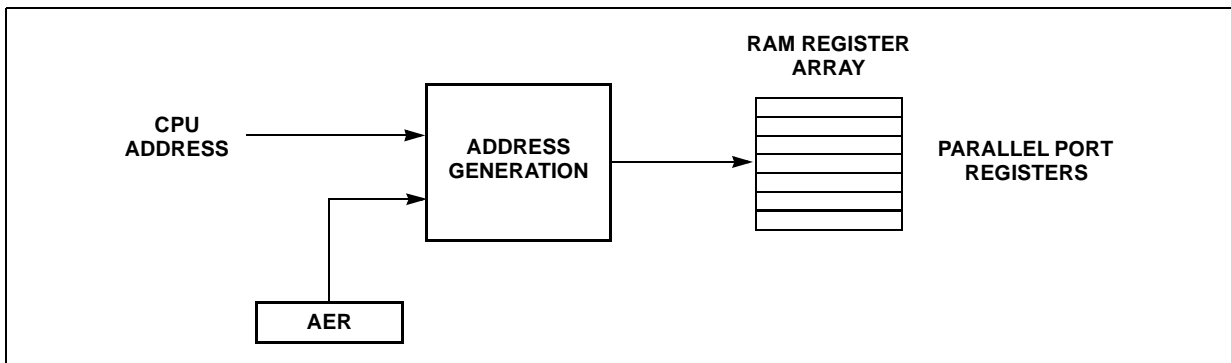 RAM REGISTER
ARRAY
CPU
ADDRESS
ADDRESS
GENERATION
PARALLEL PORT
REGISTERS
AER